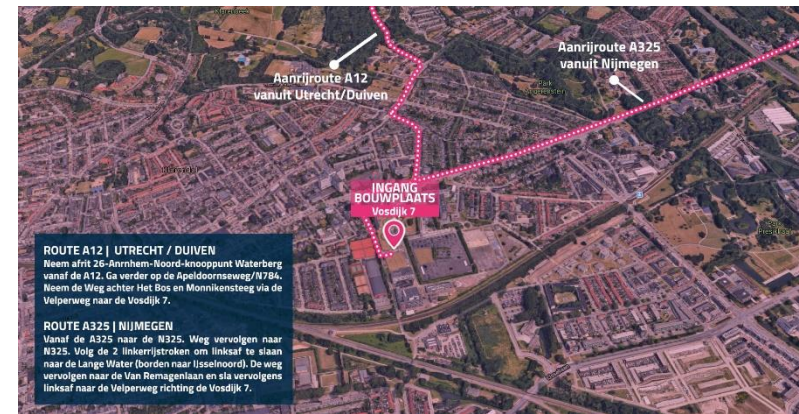 Aanrijroute A12
vanuit Utrecht/Duiven
Aanrijroute A325
vanuit Nijmegen
Park
INGANG
BOUWPLAATS
Vosdijk 7
ROUTE A12 | UTRECHT / DUIVEN
Neem afrit 26-Anrnhem-Noord-knooppunt Waterberg
vanaf de A12. Ga verder op de Apeldoornseweg/N784.
Neem de Weg achter Het Bos en Monnikensteeg via de
Velperweg naar de Vosdijk 7.
ROUTE A325 | NIJMEGEN
Vanaf de A325 naar de N325. Weg vervolgen naar
N325. Volg de 2 linkerrijstroken om linksaf te slaan
naar de Lange Water (borden naar IJsselnoord). De weg
vervolgen naar de Van Remagenlaan en sla vervolgens
linksaf naar de Velperweg richting de Vosdijk 7.